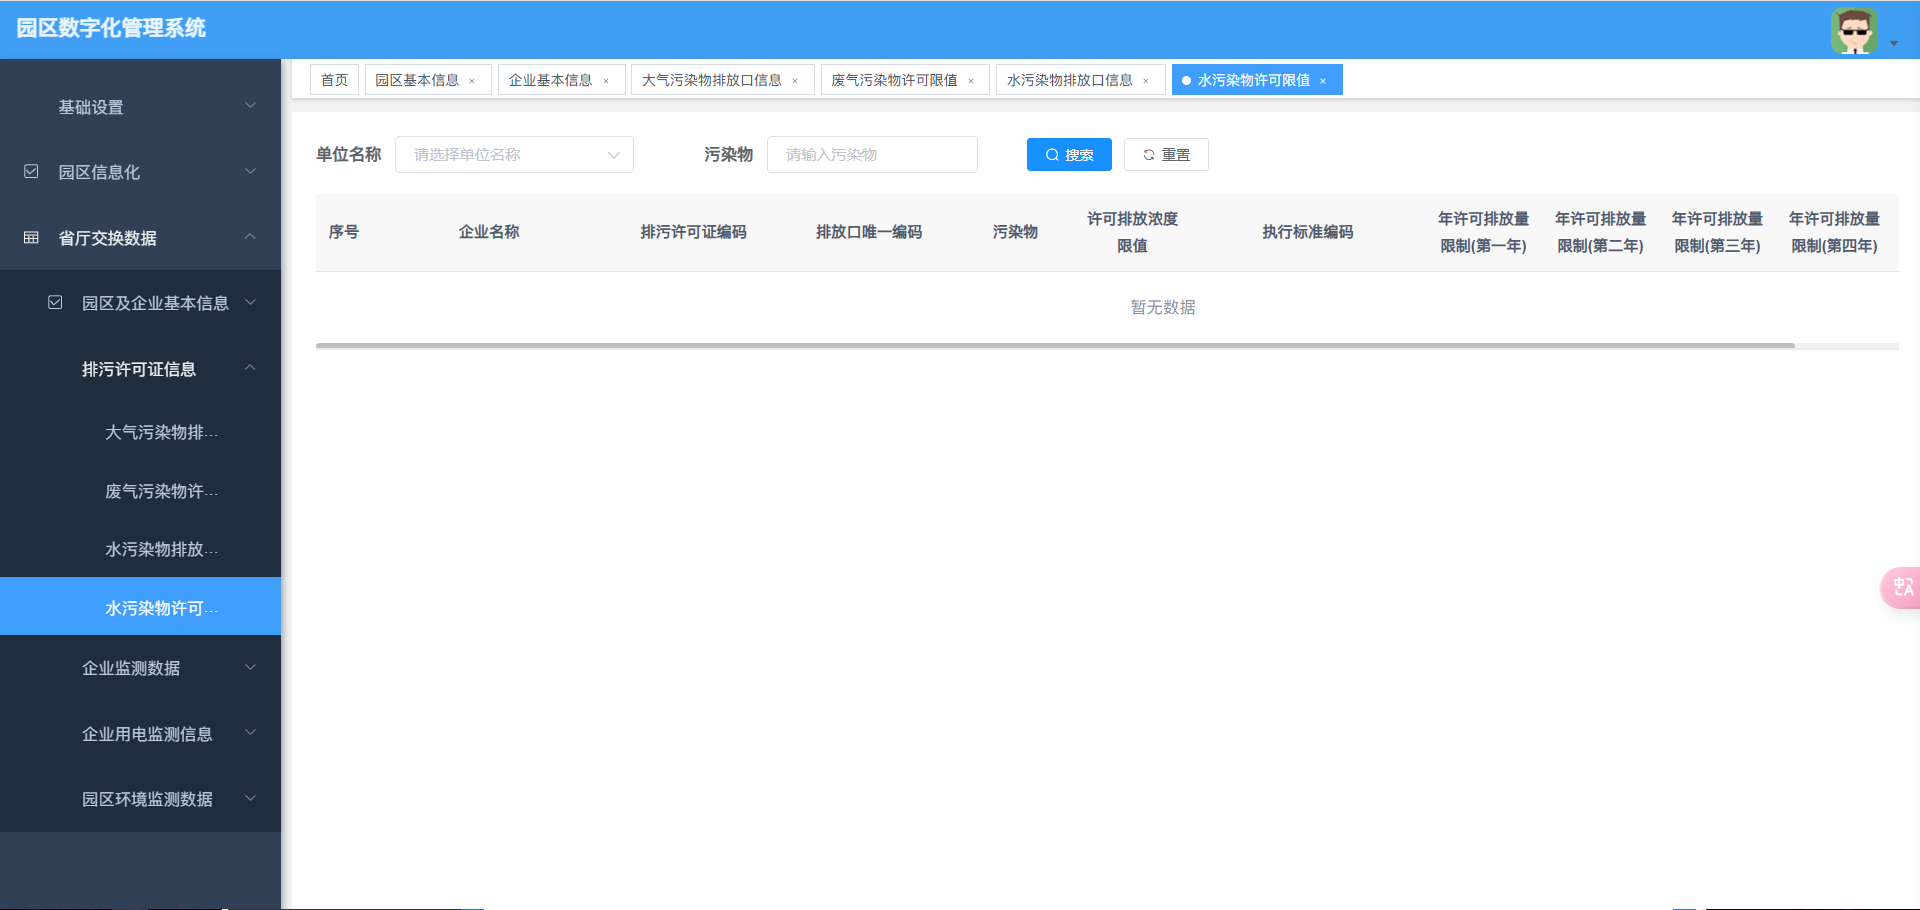 园区数字化管理系统
基础设置
园区信息化
省厅交换数据
园区及企业基本信息
排污许可证信息
大气污染物排...
废气污染物许...
水污染物排放...
水污染物许可...
企业监测数据
企业用电监测信息
园区环境监测数据
首页 园区基本信息 × 企业基本信息 × 大气污染物排放口信息 × 废气污染物许可限值 × 水污染物排放口信息 × 水污染物许可限值 ×
单位名称 请选择单位名称 污染物 请输入污染物 搜索 重置
序号 企业名称 排污许可证编码 排放口唯一编码 污染物 许可排放浓度 执行标准编码 年许可排放量 年许可排放量 年许可排放量 年许可排放量
限值 限制(第一年) 限制(第二年) 限制(第三年) 限制(第四年)
暂无数据
中A